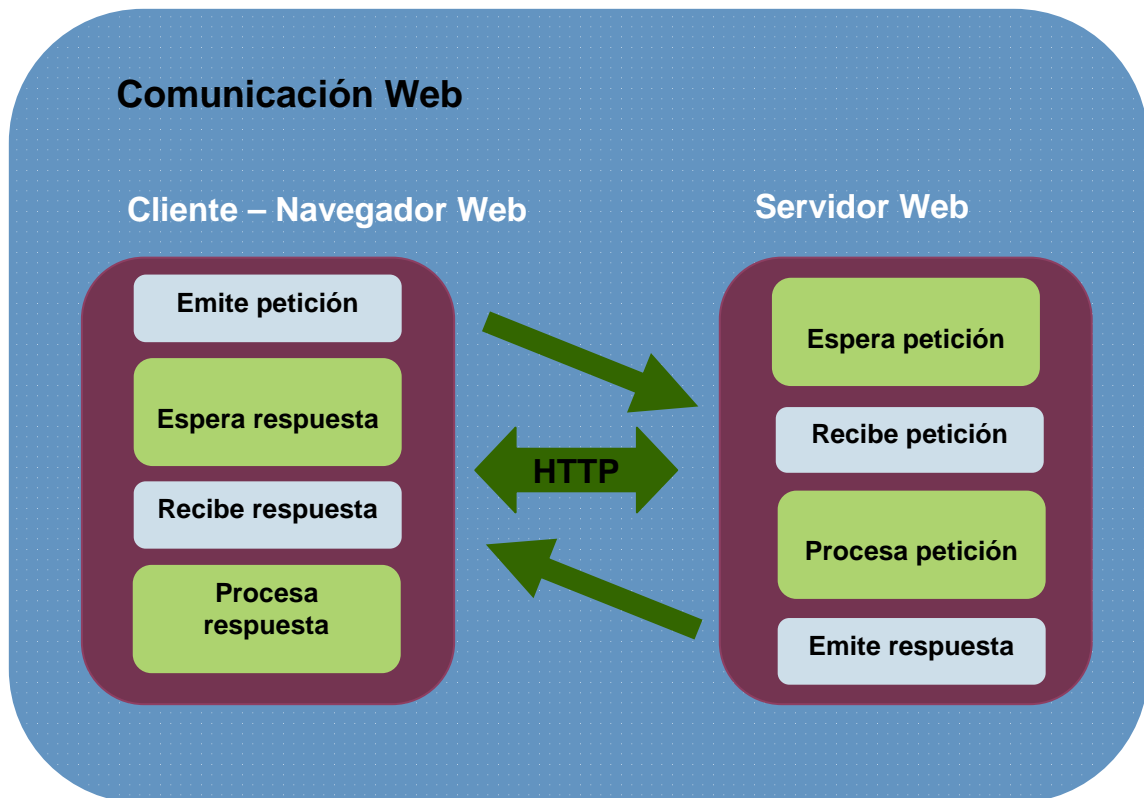 Comunicación Web
Cliente – Navegador Web
Emite petición
Espera respuesta
Recibe respuesta
Procesa
respuesta
HTTP
Servidor Web
Espera petición
Recibe petición
Procesa petición
Emite respuesta